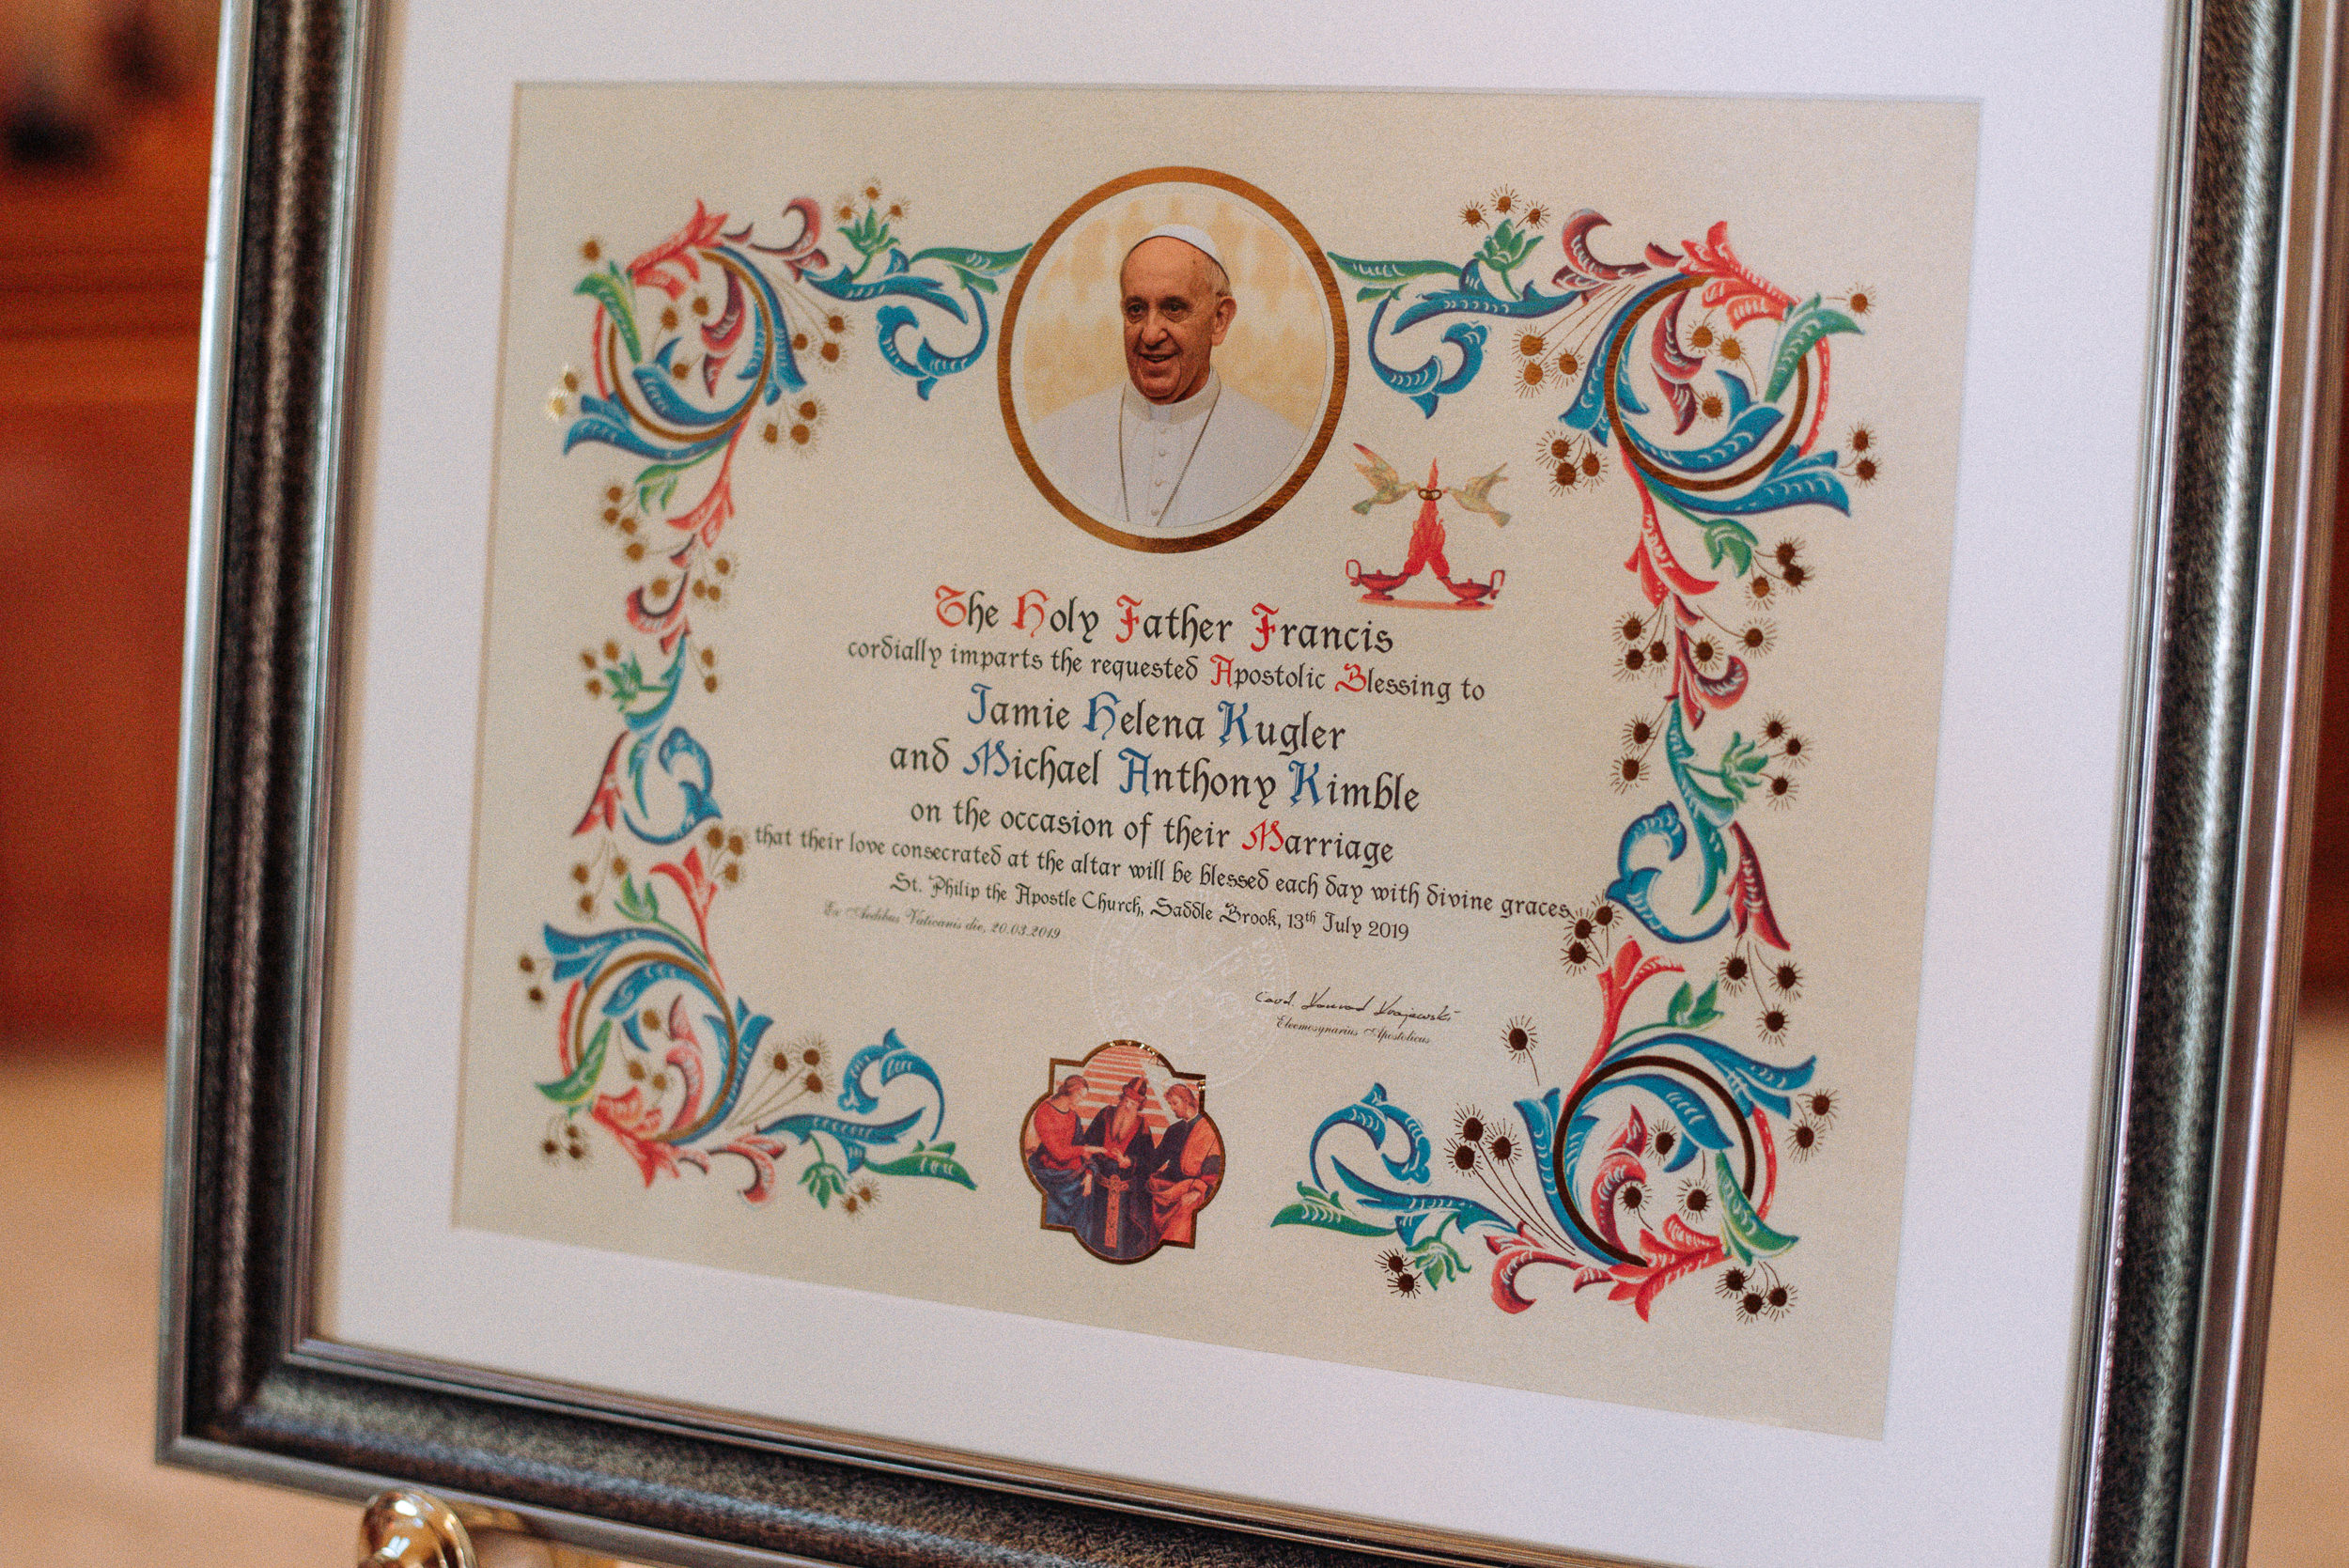 The Holy Father Francis
cordially imparts the requested Apostolic Blessing to
Jamie Helena Kugler
and Michael Anthony Kimble
on the occasion of their Marriage
that their love consecrated at the altar will be blessed each day with divine graces
St. Philip the Apostle Church, Saddle Brook, 13th July 2019
Ex Aedibus Vaticanis die, 20.03.2019
Card. Konrad Krajewski
Eleemosynarius Apostolicus